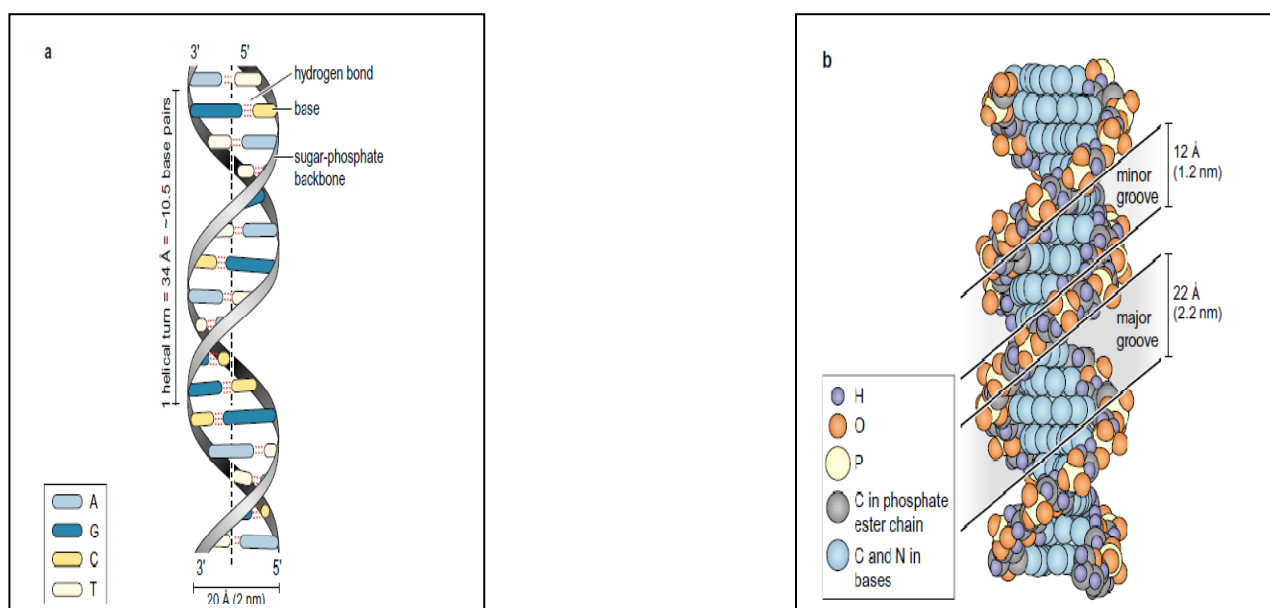 a
3' 5'
hydrogen bond
base
sugar-phosphate
backbone
1 helical turn = 34 Å = ~10.5 base pairs
A
G
C
T
3' 5'
20 Å (2 nm)
b
12 Å
(1.2 nm)
minor
groove
22 Å
(2.2 nm)
major
groove
H
O
P
C in phosphate
ester chain
C and N in
bases